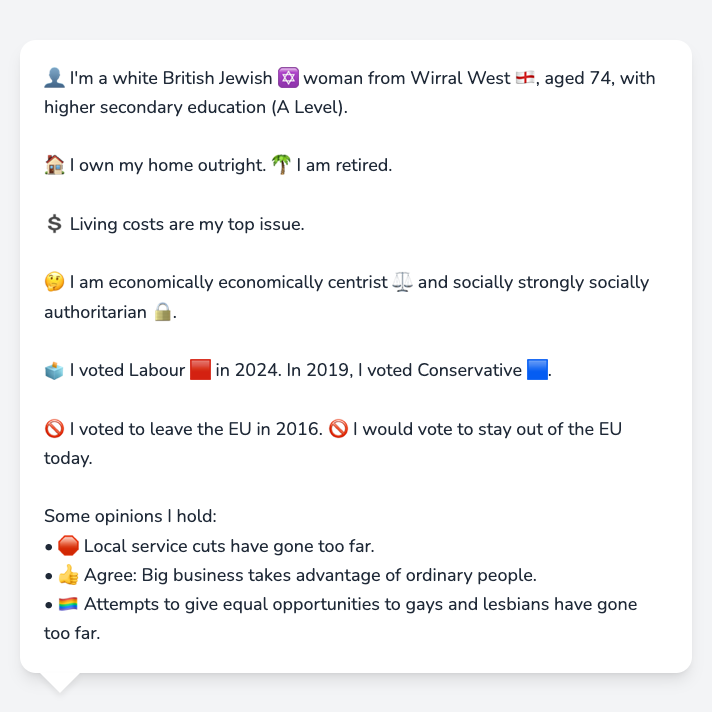 👤 I'm a white British Jewish 🔯 woman from Wirral West 🏴󠁧󠁢󠁥󠁮󠁧󠁿, aged 74, with
higher secondary education (A Level).
🏠 I own my home outright. 🌴 I am retired.
💲 Living costs are my top issue.
🤔 I am economically economically centrist ⚖️ and socially strongly socially
authoritarian 🔒.
🗳️ I voted Labour 🟥 in 2024. In 2019, I voted Conservative 🟦.
🚫 I voted to leave the EU in 2016. 🚫 I would vote to stay out of the EU
today.
Some opinions I hold:
• 🛑 Local service cuts have gone too far.
• 👍 Agree: Big business takes advantage of ordinary people.
• 🏳️‍🌈 Attempts to give equal opportunities to gays and lesbians have gone
too far.